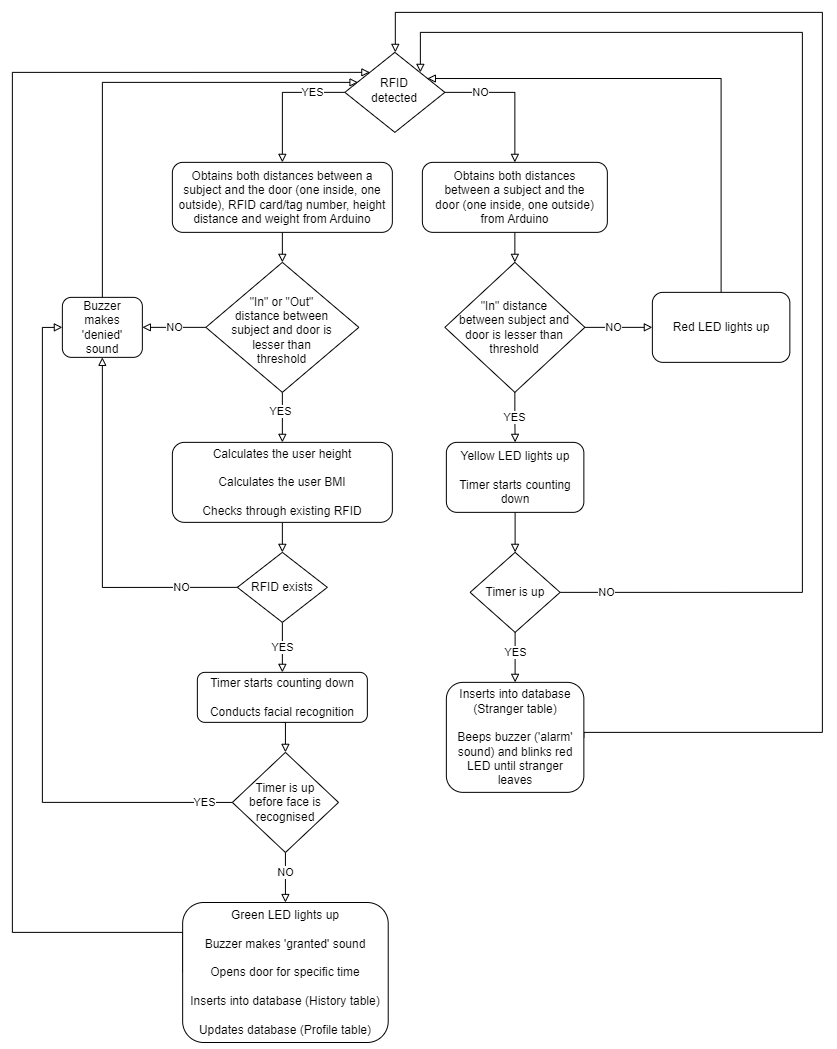 RFID
detected
YES
NO
Obtains both distances between a
subject and the door (one inside, one
outside), RFID card/tag number, height
distance and weight from Arduino
Obtains both distances
between a subject and the
door (one inside, one outside)
from Arduino
Buzzer
makes
'denied'
sound
NO
"In" or "Out"
distance between
subject and door is
lesser than
threshold
"In" distance
between subject and
door is lesser than
threshold
NO
Red LED lights up
YES
YES
Calculates the user height
Calculates the user BMI
Checks through existing RFID
Yellow LED lights up
Timer starts counting
down
NO
RFID exists
Timer is up
NO
YES
YES
Timer starts counting down
Conducts facial recognition
Inserts into database
(Stranger table)
Beeps buzzer ('alarm'
sound) and blinks red
LED until stranger
leaves
YES
Timer is up
before face is
recognised
NO
Green LED lights up
Buzzer makes 'granted' sound
Opens door for specific time
Inserts into database (History table)
Updates database (Profile table)